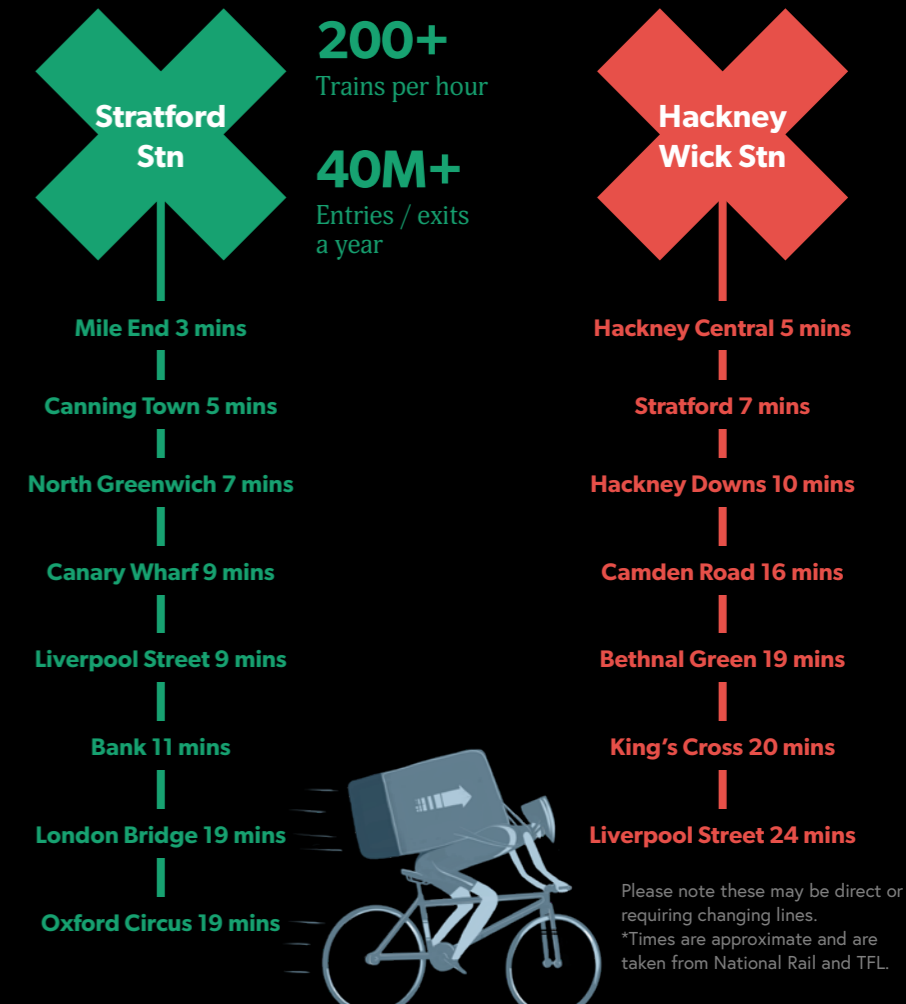 Stratford
Stn
200+
Trains per hour
40M+
Entries / exits
a year
Mile End 3 mins
Canning Town 5 mins
North Greenwich 7 mins
Canary Wharf 9 mins
Liverpool Street 9 mins
Bank 11 mins
London Bridge 19 mins
Oxford Circus 19 mins
Hackney
Wick Stn
Hackney Central 5 mins
Stratford 7 mins
Hackney Downs 10 mins
Camden Road 16 mins
Bethnal Green 19 mins
King’s Cross 20 mins
Liverpool Street 24 mins
Please note these may be direct or
requiring changing lines.
*Times are approximate and are
taken from National Rail and TFL.